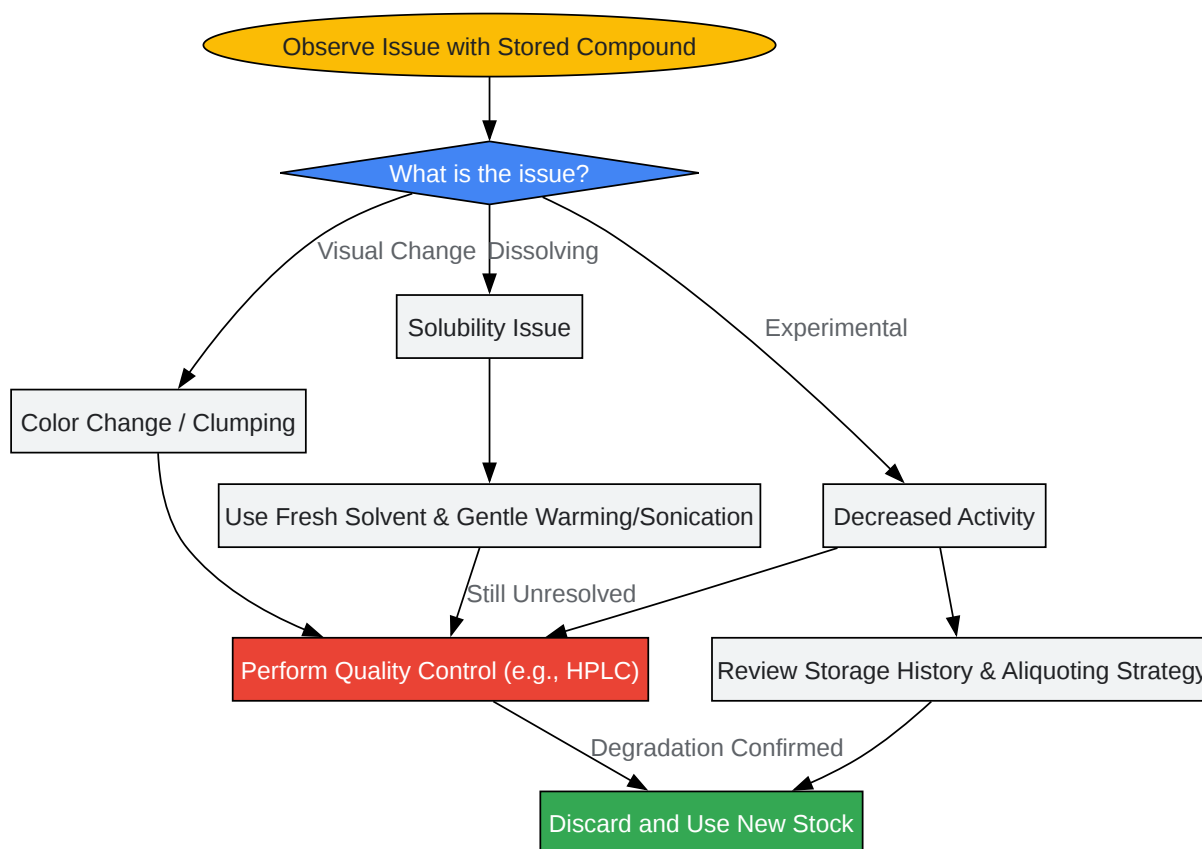 Observe Issue with Stored Compound
What is the issue?
Visual Change
Dissolving
Solubility Issue
Experimental
Color Change / Clumping
Use Fresh Solvent & Gentle Warming/Sonication
Decreased Activity
Still Unresolved
Perform Quality Control (e.g., HPLC)
Review Storage History & Aliquoting Strategy
Degradation Confirmed
Discard and Use New Stock